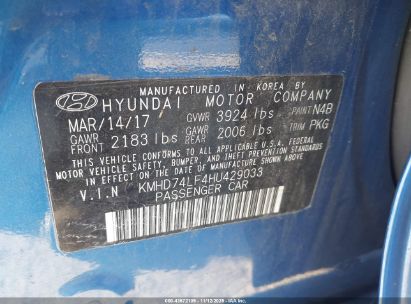 MANUFACTURED IN KOREA BY
HYUNDAI MOTOR COMPANY
MAR/14/17 GVWR 3924 lbs PAINT N4B
GAWR FRONT 2183 lbs GAWR REAR 2006 lbs TRIM PKG
THIS VEHICLE CONFORMS TO ALL APPLICABLE U.S.A FEDERAL
MOTOR VEHICLE SAFETY, BUMPER, AND THEFT PREVENTION
STANDARDS IN EFFECT ON THE DATE OF MANUFACTURE
SHOWN ABOVE.
V.I.N KMHD74LF4HU429033
PASSENGER CAR